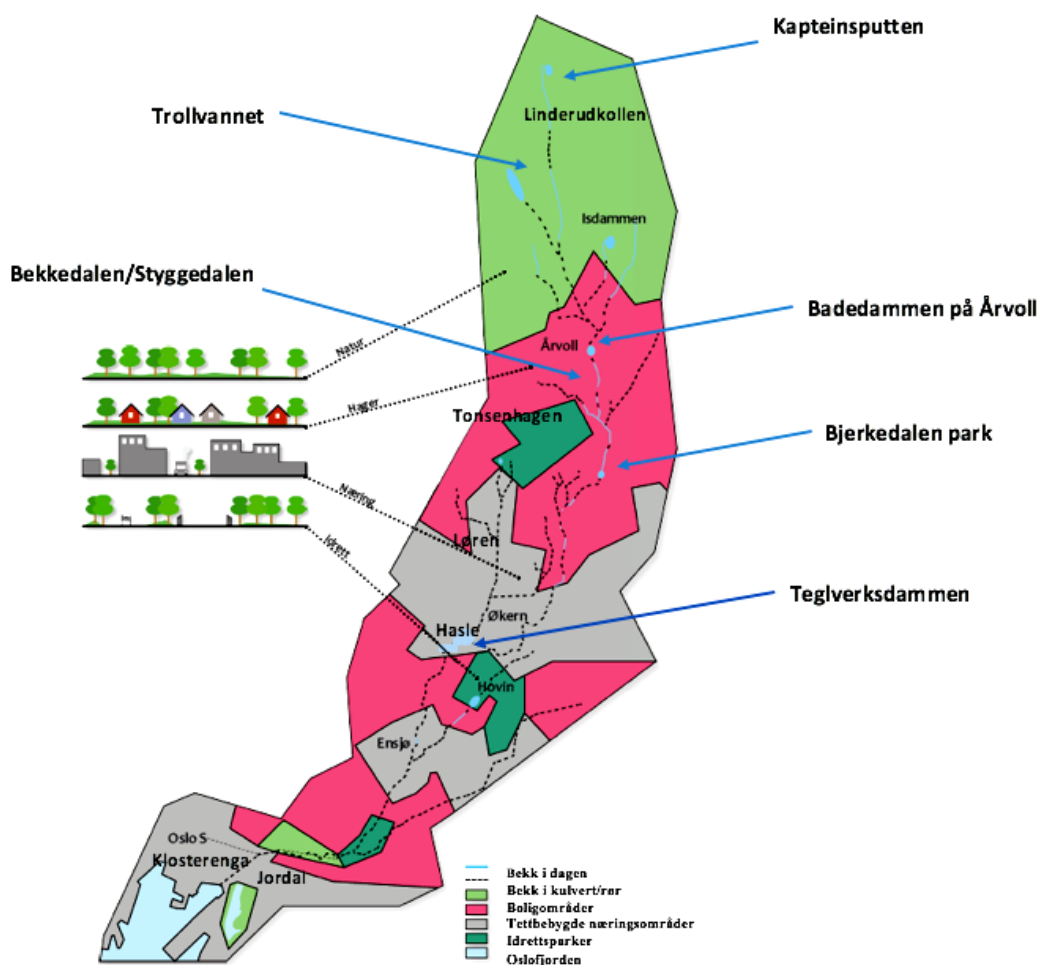 Kapteinsputten
Trollvannet
Linderudkollen
Isdammen
Bekkedalen/Styggedalen
Badedammen på Årvoll
Natur
Årvoll
Hager
Tonsenhagen
Bjerkedalen park
Næring
Løren
Idrett
Økern
Teglverksdammen
Hasle
Hovin
Ensjø
Oslo S
Klosterenga
Jordal
Bekk i dagen
Bekk i kulvert/rør
Boligområder
Tettbebygde næringsområder
Idrettsparker
Oslofjorden